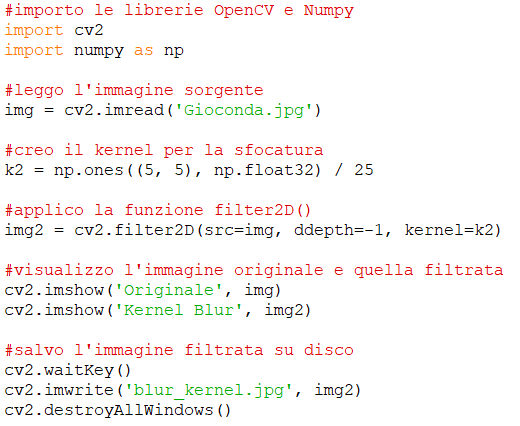 #importo le librerie OpenCV e Numpy
import cv2
import numpy as np
#leggo l'immagine sorgente
img = cv2.imread('Gioconda.jpg')
#creo il kernel per la sfocatura
k2 = np.ones((5, 5), np.float32) / 25
#applico la funzione filter2D()
img2 = cv2.filter2D(src=img, ddepth=-1, kernel=k2)
#visualizzo l'immagine originale e quella filtrata
cv2.imshow('Originale', img)
cv2.imshow('Kernel Blur', img2)
#salvo l'immagine filtrata su disco
cv2.waitKey()
cv2.imwrite('blur_kernel.jpg', img2)
cv2.destroyAllWindows()